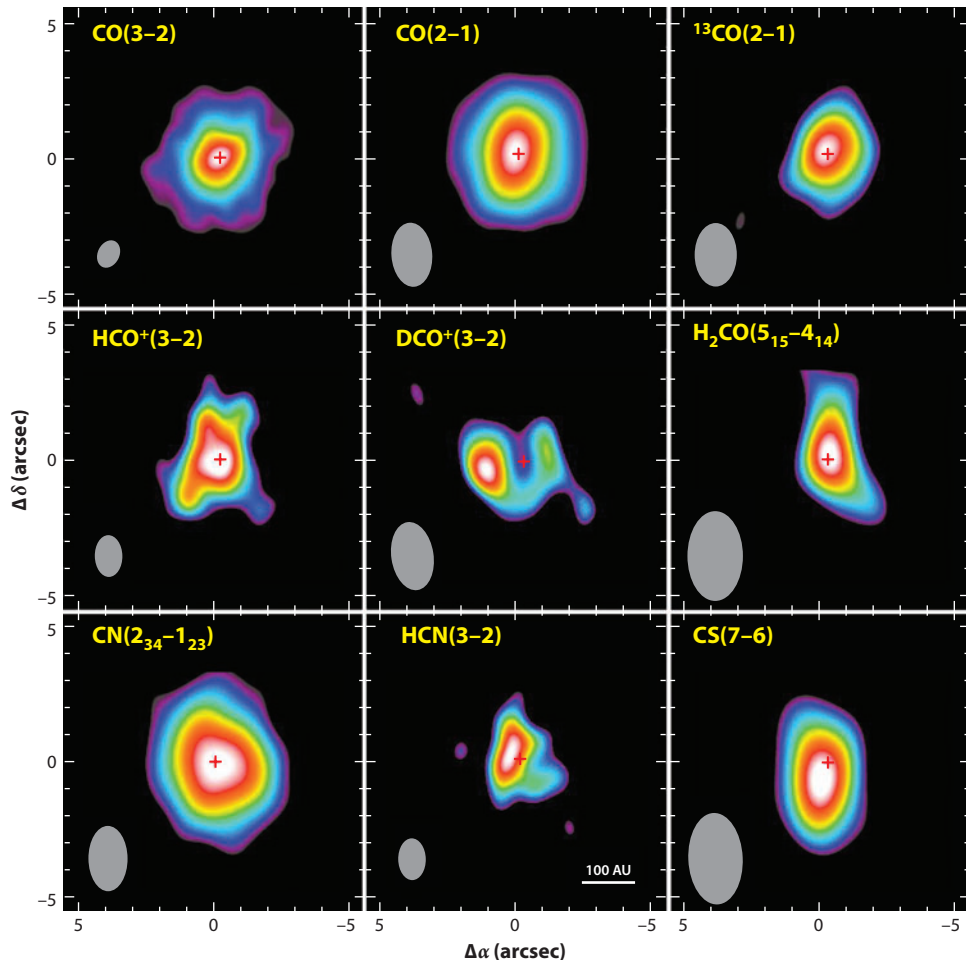 CO(3–2)
CO(2–1)
¹³CO(2–1)
5
0
−5
HCO⁺(3–2)
DCO⁺(3–2)
H₂CO(5₁₅–4₁₄)
5
0
−5
Δδ (arcsec)
CN(2₃₄–1₂₃)
HCN(3–2)
CS(7–6)
5
0
−5
100 AU
5 0 −5 5 0 −5 5 0 −5
Δα (arcsec)